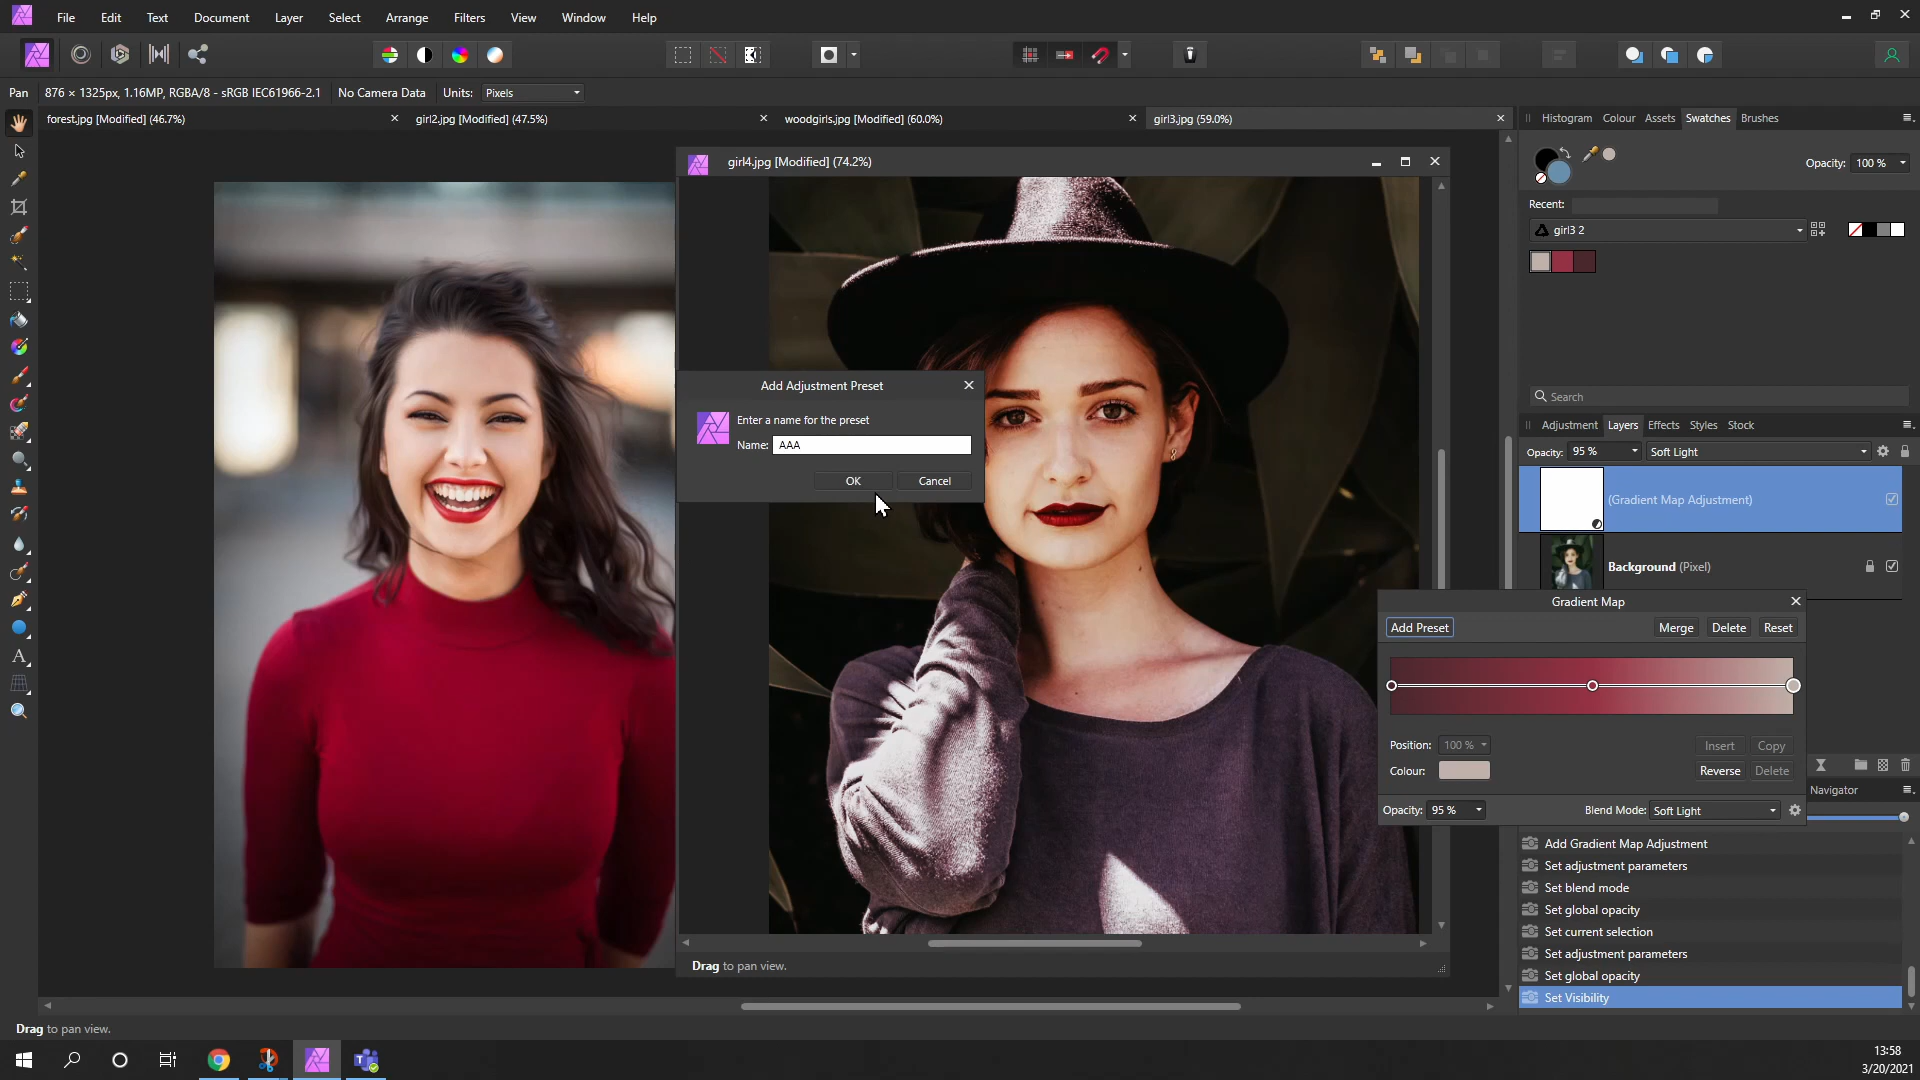 File Edit Text Document Layer Select Arrange Filters View Window Help
Pan 876 × 1325px, 1.16MP, RGBA/8 - sRGB IEC61966-2.1 No Camera Data Units: Pixels
forest.jpg [Modified] (46.7%) girl2.jpg [Modified] (47.5%) woodgirls.jpg [Modified] (60.0%) girl3.jpg (59.0%)
Histogram Colour Assets Swatches Brushes
Opacity: 100 %
Recent:
girl3 2
Search
girl4.jpg [Modified] (74.2%)
Add Adjustment Preset
Enter a name for the preset
Name: AAA
OK Cancel
Drag to pan view.
Adjustment Layers Effects Styles Stock
Opacity: 95 % Soft Light
(Gradient Map Adjustment)
Background (Pixel)
Gradient Map
Add Preset Merge Delete Reset
Position: 100 % Insert Copy
Colour: Reverse Delete
Opacity: 95 % Blend Mode: Soft Light
Navigator
Add Gradient Map Adjustment
Set adjustment parameters
Set blend mode
Set global opacity
Set current selection
Set adjustment parameters
Set global opacity
Set Visibility
Drag to pan view.
13:58
3/20/2021